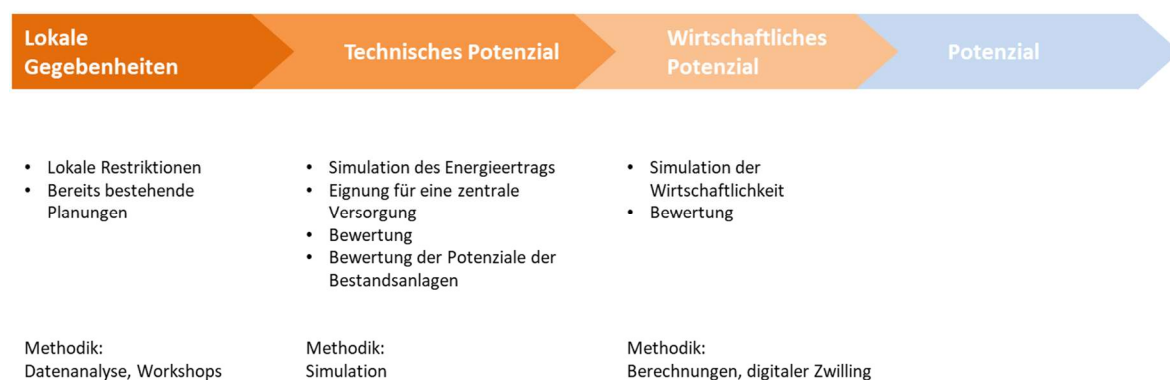 Lokale
Gegebenheiten
Technisches Potenzial
Wirtschaftliches
Potenzial
Potenzial
• Lokale Restriktionen
• Bereits bestehende
Planungen
• Simulation des Energieertrags
• Eignung für eine zentrale
Versorgung
• Bewertung
• Bewertung der Potenziale der
Bestandsanlagen
• Simulation der
Wirtschaftlichkeit
• Bewertung
Methodik:
Datenanalyse, Workshops
Methodik:
Simulation
Methodik:
Berechnungen, digitaler Zwilling